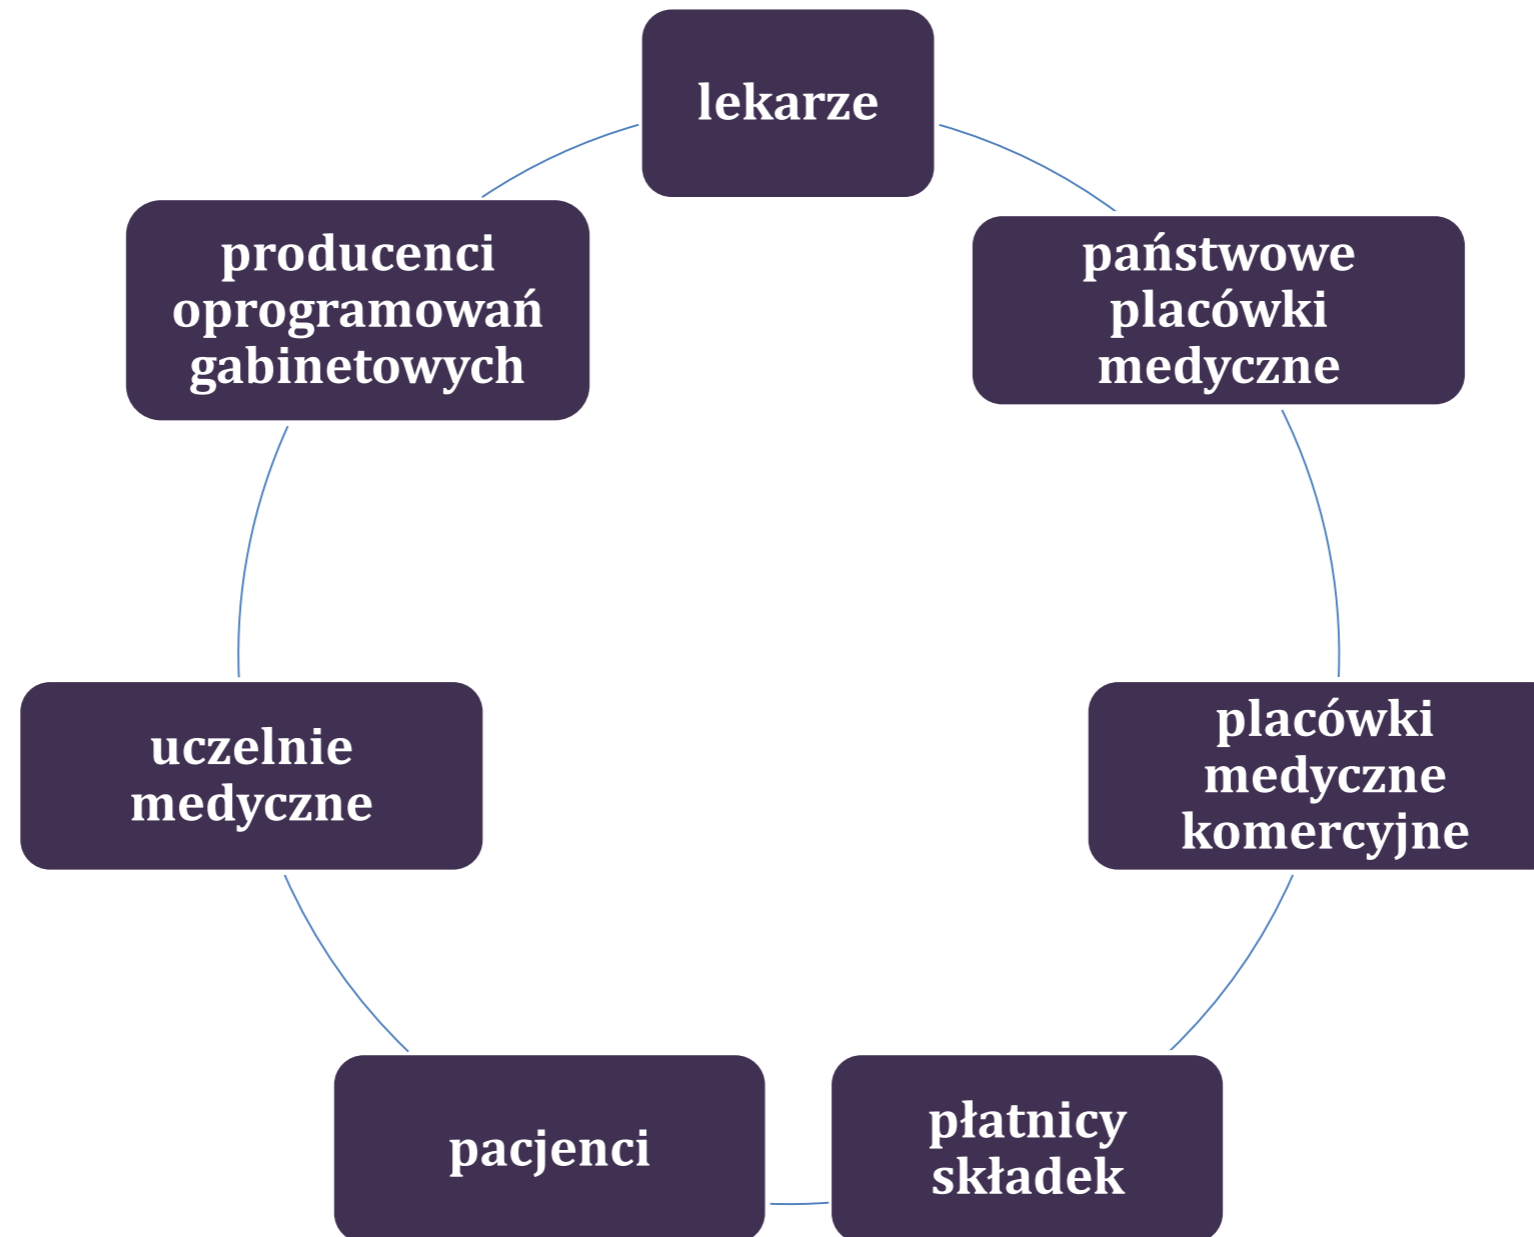 lekarze
producenci
oprogramowań
gabinetowych
państwowe
placówki
medyczne
uczelnie
medyczne
placówki
medyczne
komercyjne
pacjenci
płatnicy
składek